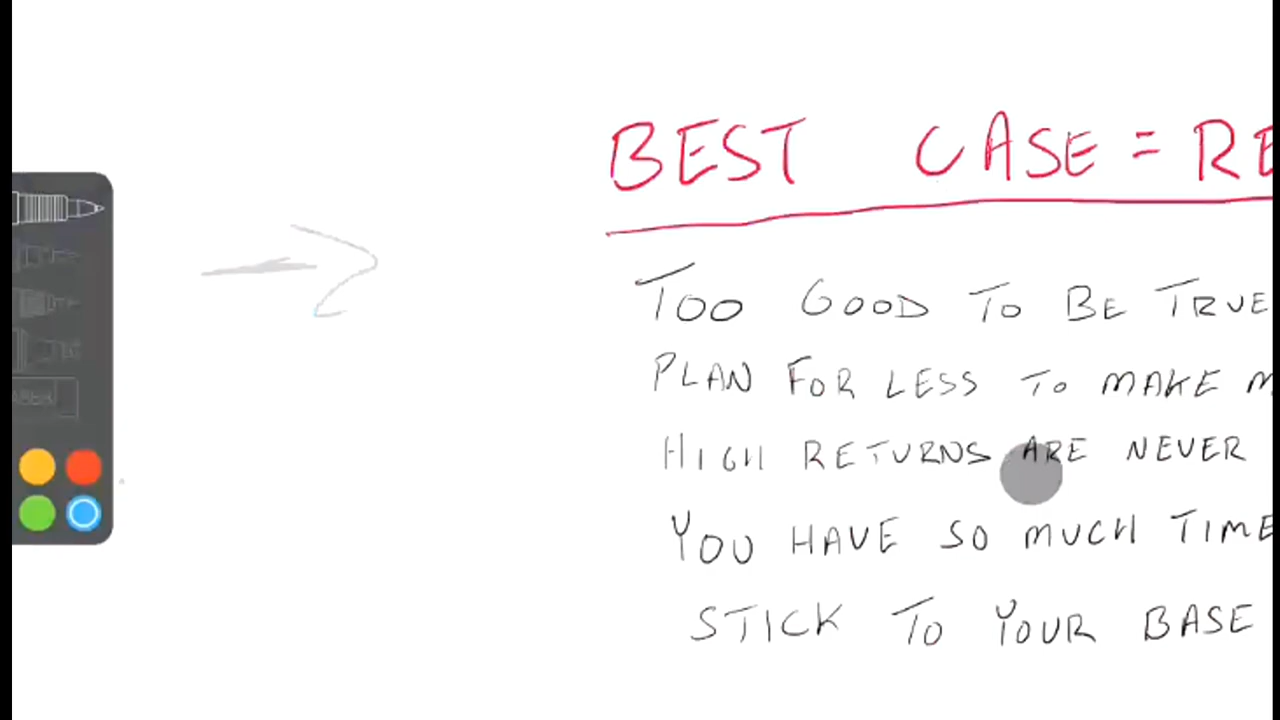 BEST CASE = RE
TOO GOOD TO BE TRUE
PLAN FOR LESS TO MAKE M
HIGH RETURNS ARE NEVER
YOU HAVE SO MUCH TIME
STICK TO YOUR BASE